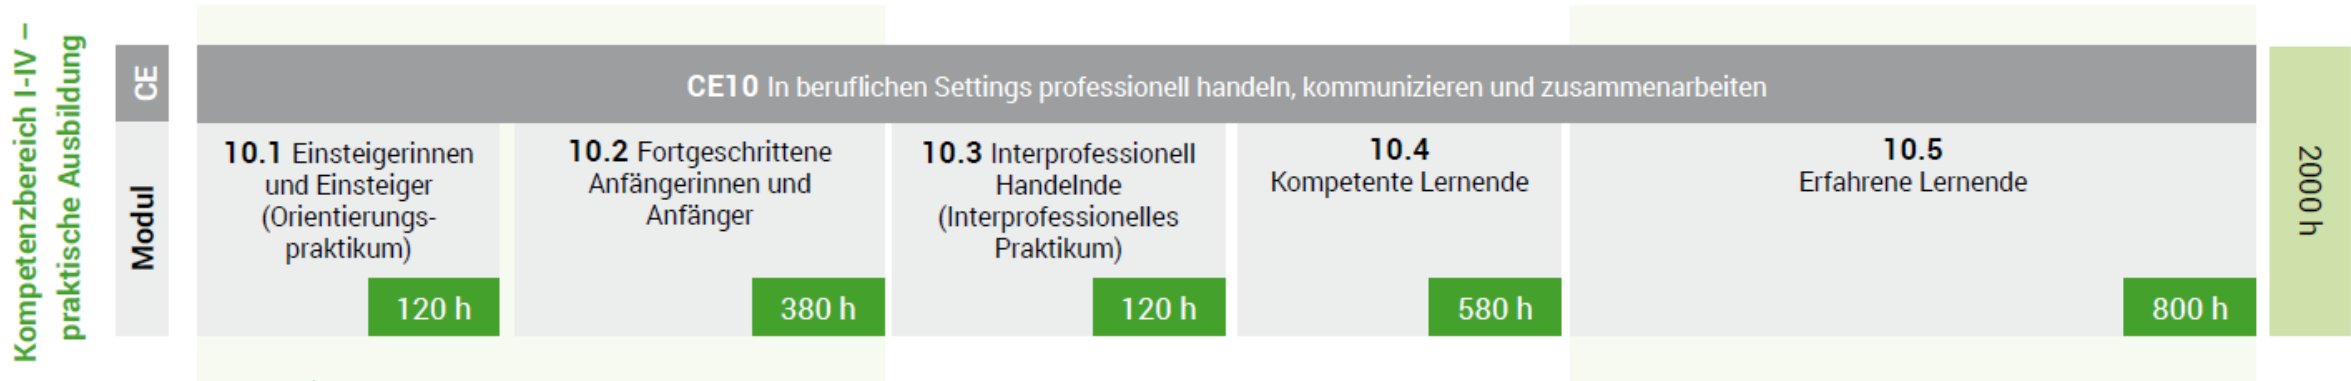 Kompetenzbereich I-IV –
praktische Ausbildung
CE
CE10 In beruflichen Settings professionell handeln, kommunizieren und zusammenarbeiten
Modul
10.1 Einsteigerinnen
und Einsteiger
(Orientierungs-
praktikum)
120 h
10.2 Fortgeschrittene
Anfängerinnen und
Anfänger
380 h
10.3 Interprofessionell
Handelnde
(Interprofessionelles
Praktikum)
120 h
10.4
Kompetente Lernende
580 h
10.5
Erfahrene Lernende
800 h
2000 h